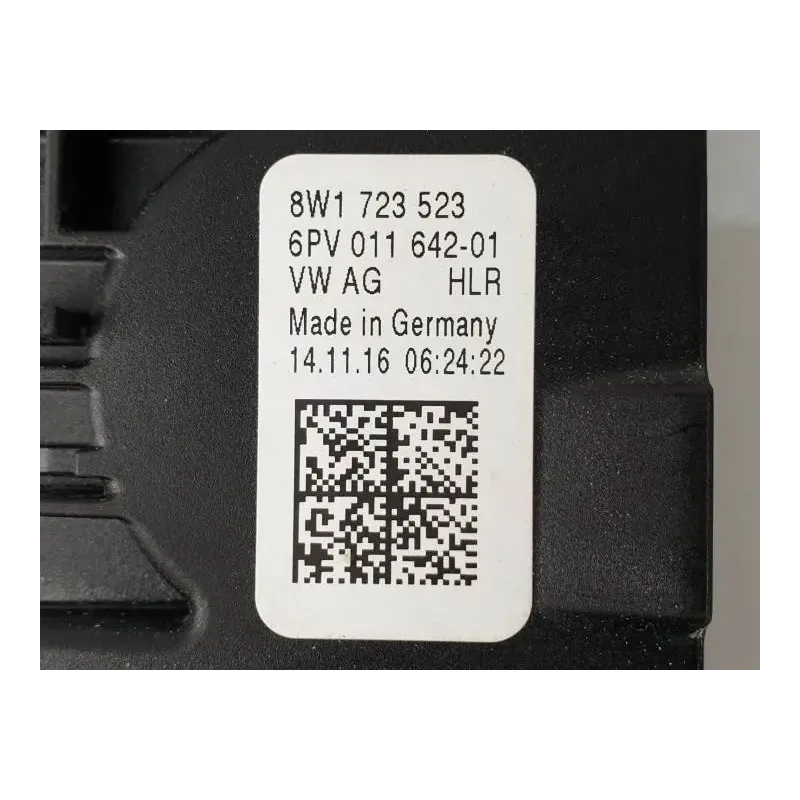 8W1 723 523
6PV 011 642-01
VW AG HLR
Made in Germany
14.11.16 06:24:22